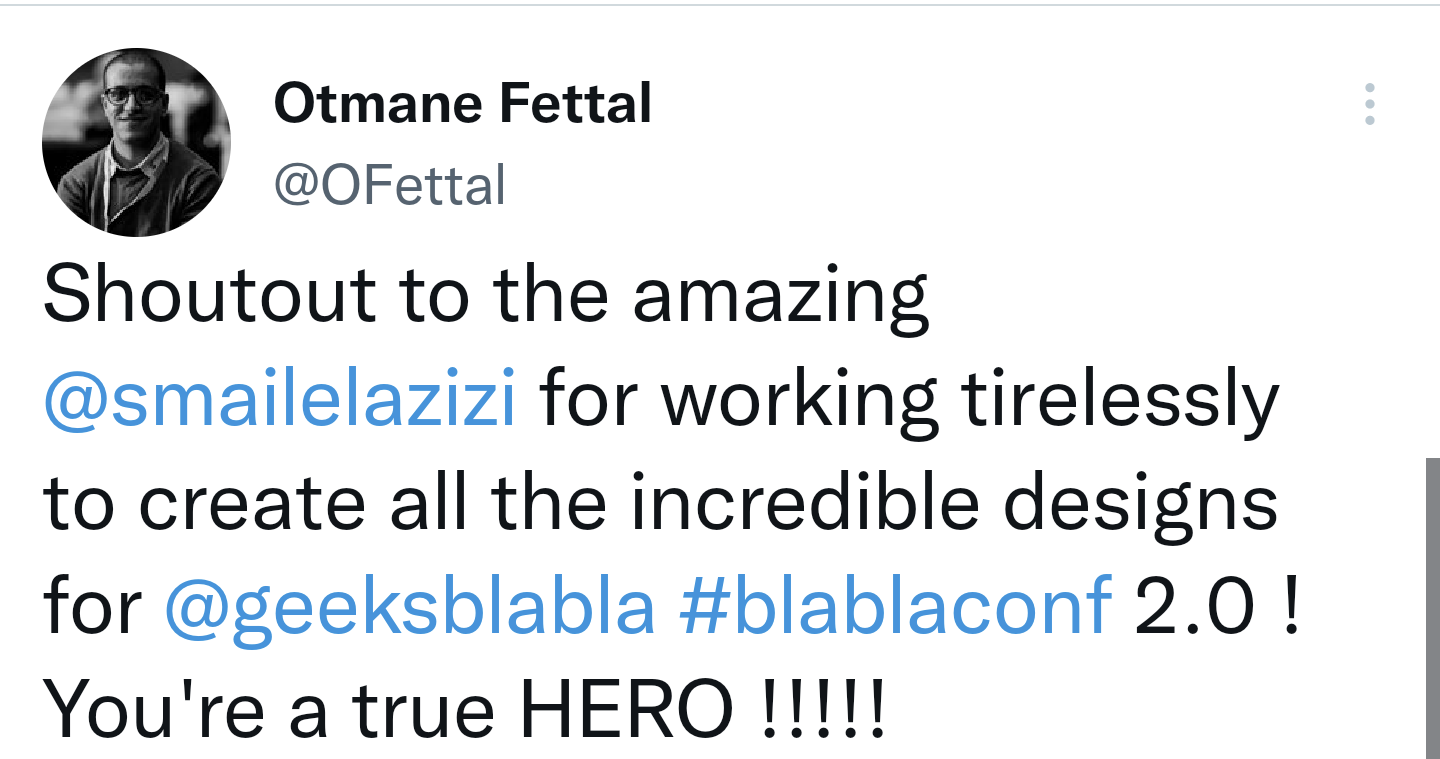 Otmane Fettal
@OFettal
Shoutout to the amazing
@smailelazizi for working tirelessly
to create all the incredible designs
for @geeksblabla #blablaconf 2.0 !
You're a true HERO !!!!!